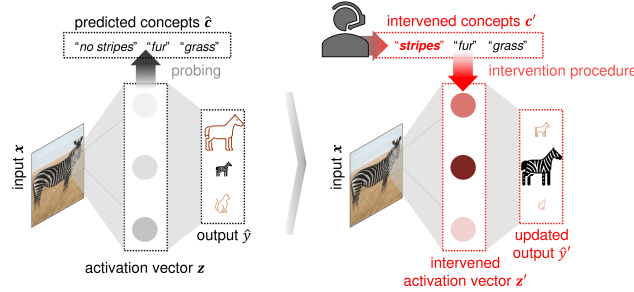 predicted concepts ĉ
"no stripes" "fur" "grass"
probing
input x
output ŷ
activation vector z
intervened concepts c′
"stripes" "fur" "grass"
intervention procedure
input x
updated
output ŷ′
intervened
activation vector z′